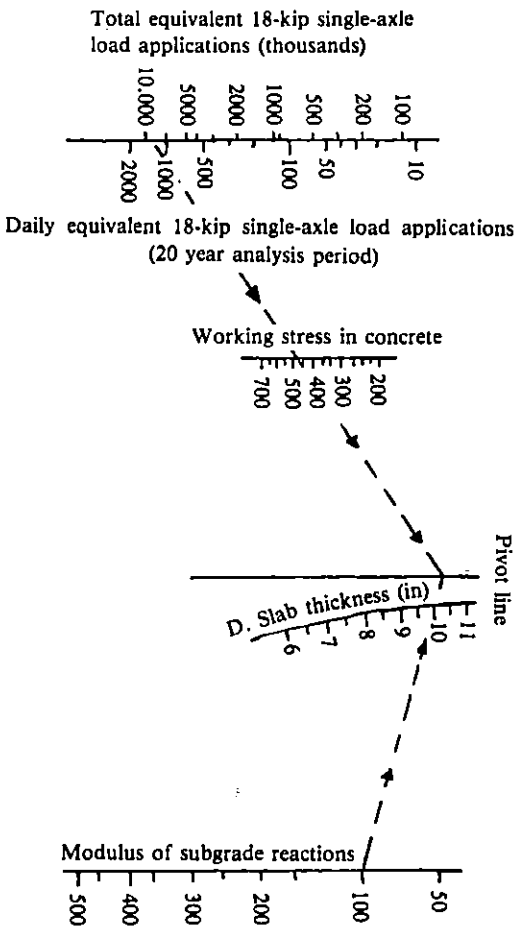 Total equivalent 18-kip single-axle
load applications (thousands)
10.000 5000 2000 1000 500 200 100
2000 1000 500 100 50 10
Daily equivalent 18-kip single-axle load applications
(20 year analysis period)
Working stress in concrete
700 500 400 300 200
Pivot line
D. Slab thickness (in)
6 7 8 9 10 11
Modulus of subgrade reactions
500 400 300 200 100 50